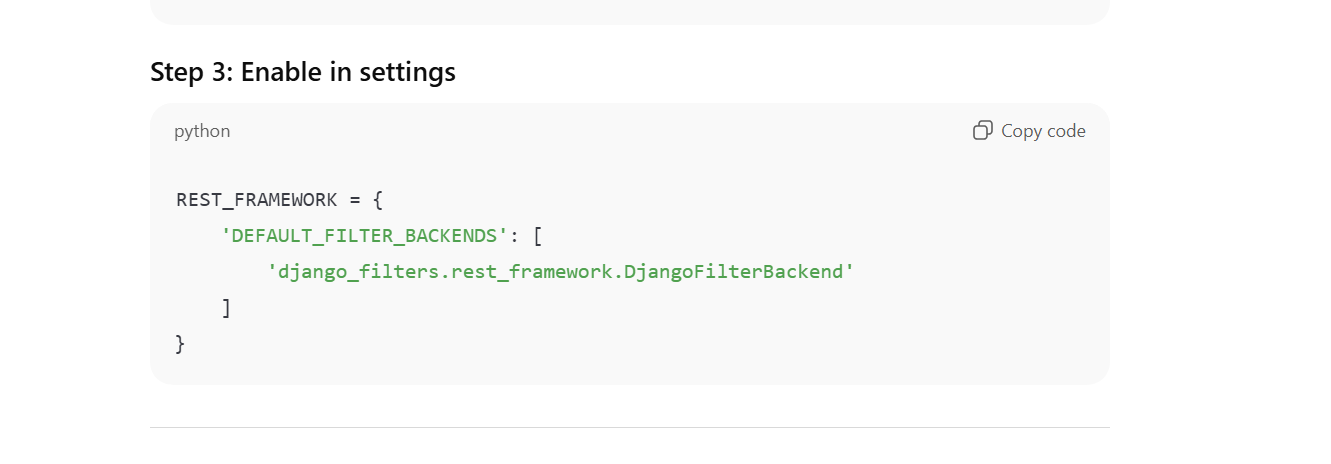 Step 3: Enable in settings
python
Copy code
REST_FRAMEWORK = {
    'DEFAULT_FILTER_BACKENDS': [
        'django_filters.rest_framework.DjangoFilterBackend'
    ]
}